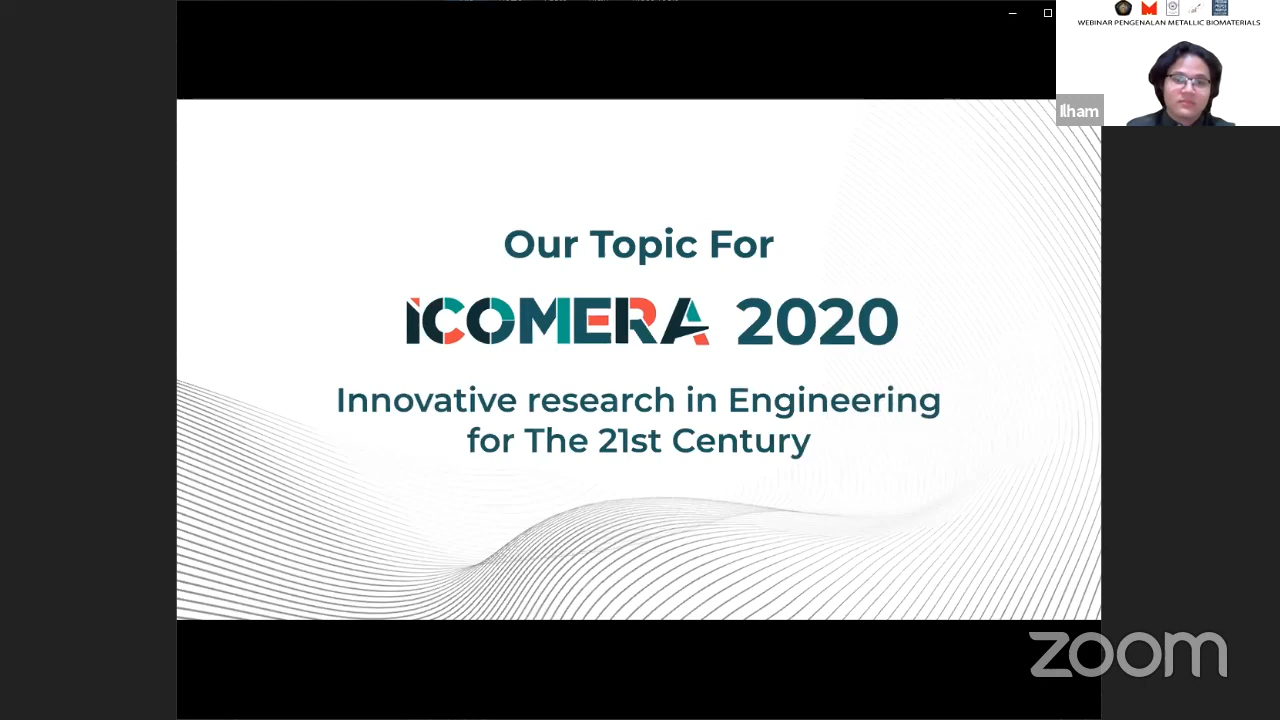 WEBINAR PENGENALAN METALLIC BIOMATERIALS
Ilham
Our Topic For
ICOMERA 2020
Innovative research in Engineering
for The 21st Century
zoom